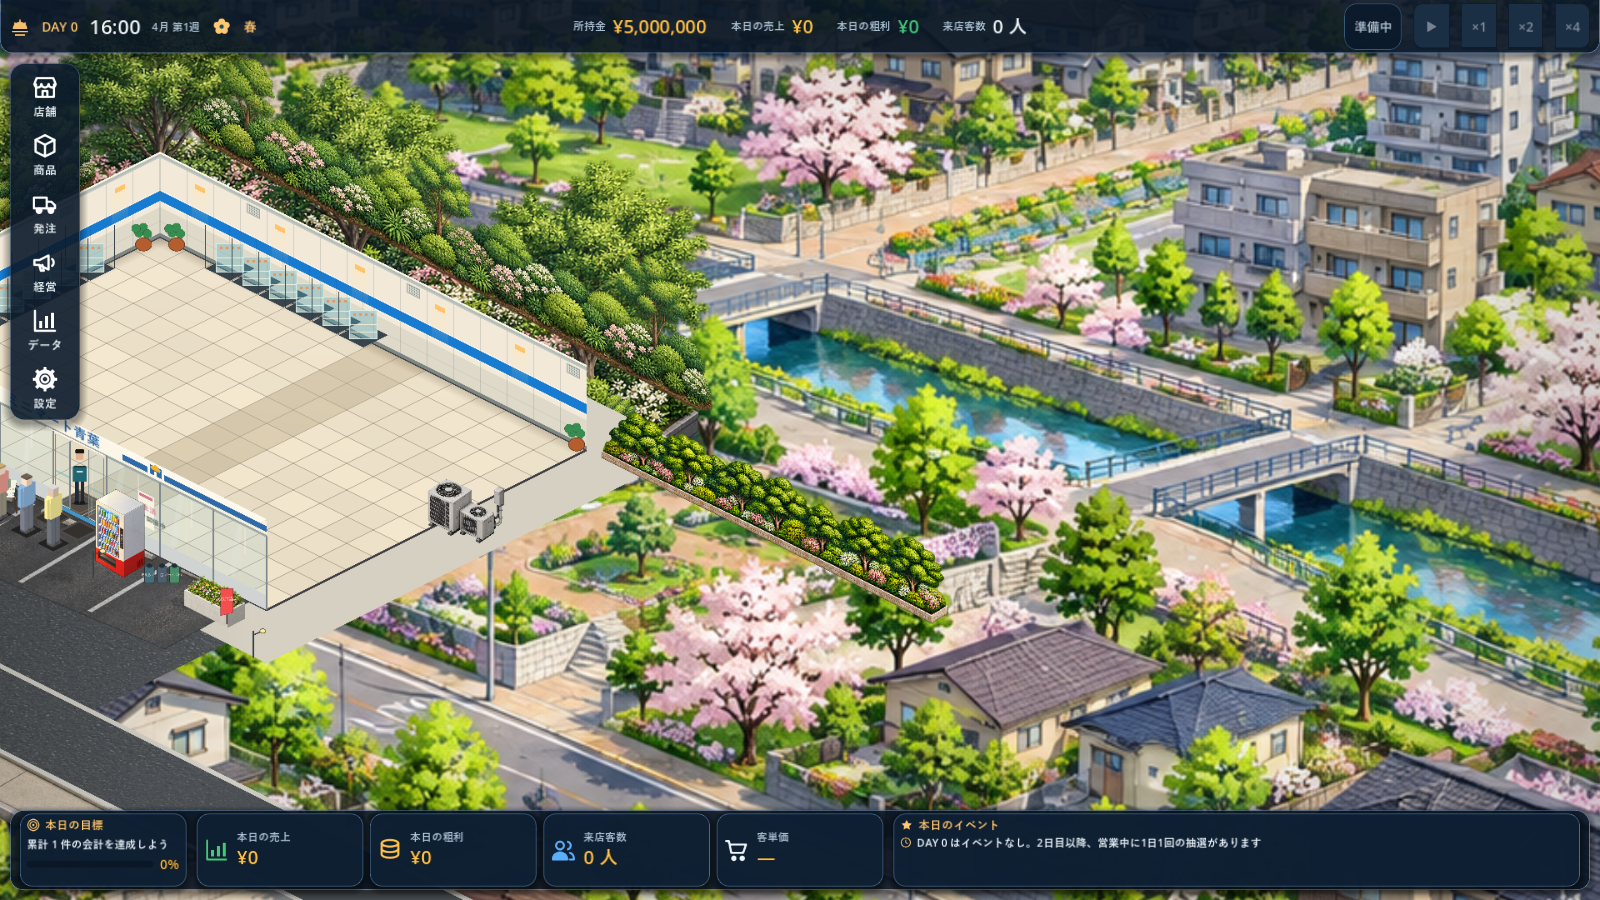 DAY 0 16:00 4月 第1週 春
所持金 ¥5,000,000 本日の売上 ¥0 本日の粗利 ¥0 来店客数 0 人
準備中 ×1 ×2 ×4
店舗
商品
発注
経営
データ
設定
ト青葉
本日の目標
累計 1 件の会計を達成しよう
0%
本日の売上
¥0
本日の粗利
¥0
来店客数
0 人
客単価
—
本日のイベント
DAY 0 はイベントなし。2日目以降、営業中に1日1回の抽選があります